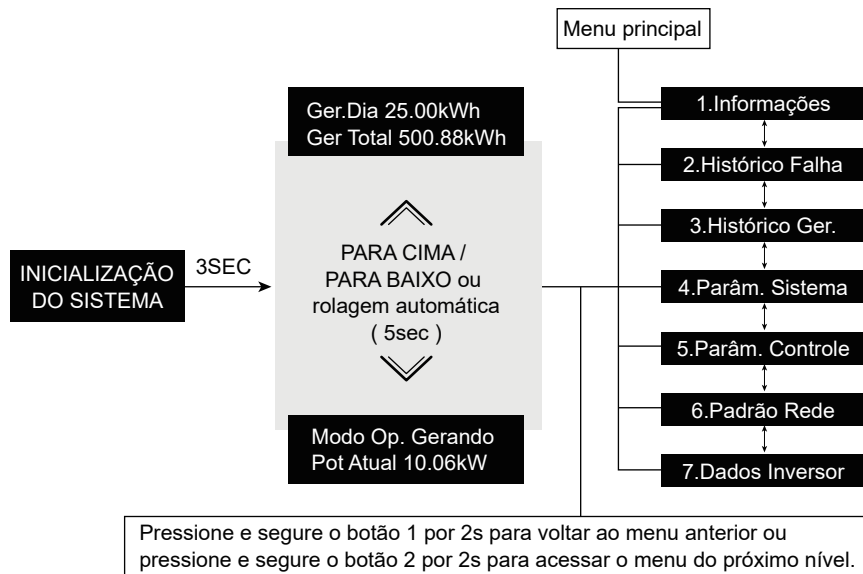 Menu principal
Ger.Dia 25.00kWh
Ger Total 500.88kWh
INICIALIZAÇÃO
DO SISTEMA
3SEC
PARA CIMA /
PARA BAIXO ou
rolagem automática
( 5sec )
Modo Op. Gerando
Pot Atual 10.06kW
1.Informações
2.Histórico Falha
3.Histórico Ger.
4.Parâm. Sistema
5.Parâm. Controle
6.Padrão Rede
7.Dados Inversor
Pressione e segure o botão 1 por 2s para voltar ao menu anterior ou
pressione e segure o botão 2 por 2s para acessar o menu do próximo nível.